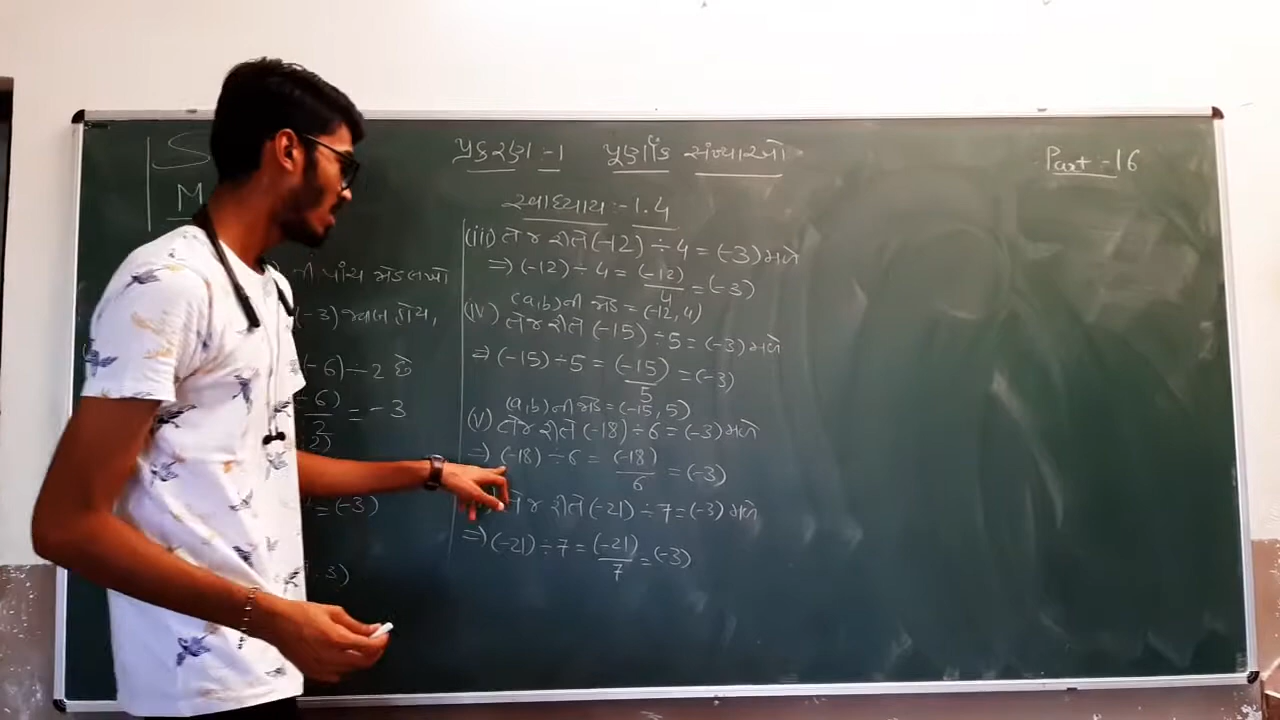 પ્રકરણ -1 પૂર્ણાંક સંખ્યાઓ
Part :- 16
સ્વાધ્યાય :- 1.4
S
M
ની પાંચ મેડલખો
(-3) જવાબ હોય,
(-6) ÷ 2 છે
(-6)/2 = -3
= (-3)
. 3)
(iii) તેજ રીતે (-12) ÷ 4 = (-3) મળે
⇒ (-12) ÷ 4 = (-12)/4 = (-3)
(a,b) ની જોડ = (-12, 4)
(iv) તેજ રીતે (-15) ÷ 5 = (-3) મળે
⇒ (-15) ÷ 5 = (-15)/5 = (-3)
(a,b) ની જોડ = (-15, 5)
(v) તેજ રીતે (-18) ÷ 6 = (-3) મળે
⇒ (-18) ÷ 6 = (-18)/6 = (-3)
તેજ રીતે (-21) ÷ 7 = (-3) મળે
⇒ (-21) ÷ 7 = (-21)/7 = (-3)